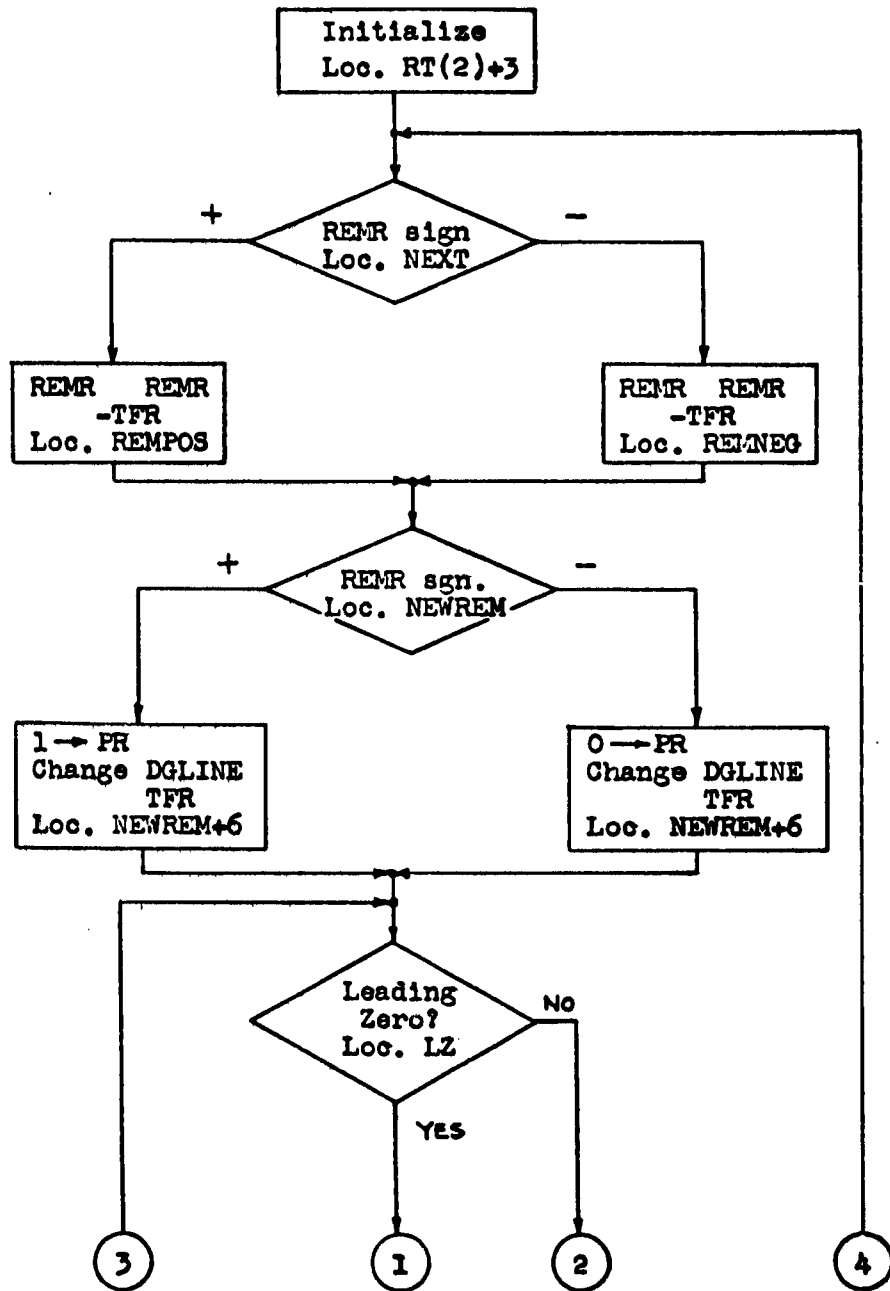 Initialize
Loc. RT(2)+3
+
-
REMR sign
Loc. NEXT
REMR REMR
-TFR
Loc. REMPOS
REMR REMR
-TFR
Loc. REMNEG
+
-
REMR sgn.
Loc. NEWREM
1 → PR
Change DGLINE
TFR
Loc. NEWREM+6
0 → PR
Change DGLINE
TFR
Loc. NEWREM+6
Leading
Zero?
Loc. LZ
NO
YES
3
1
2
4